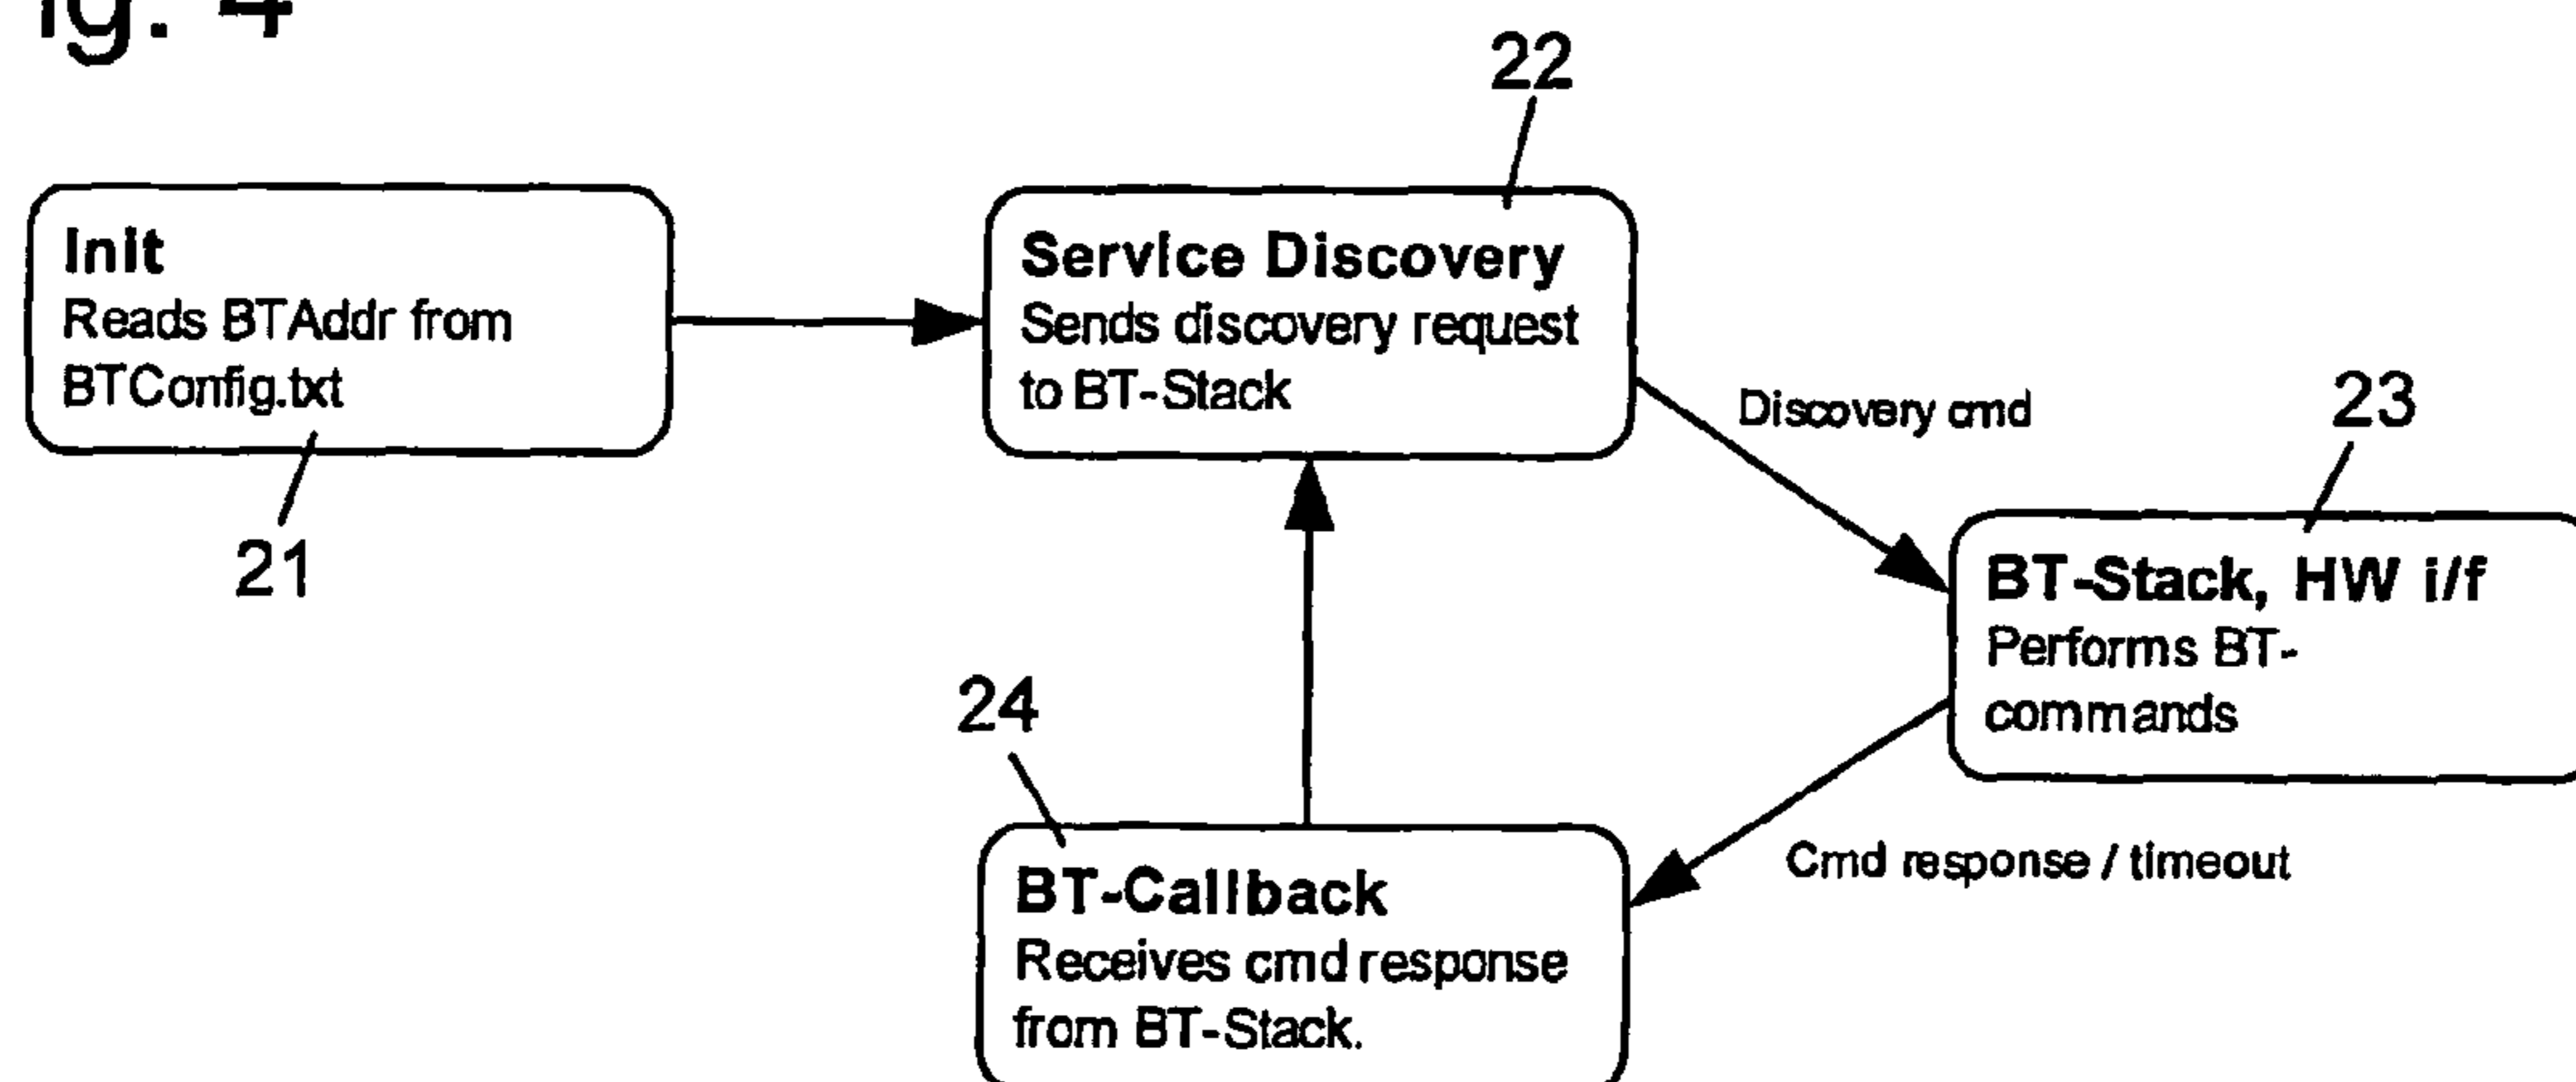 ig. 4
22
Init
Reads BTAddr from
BTConfig.txt
21
Service Discovery
Sends discovery request
to BT-Stack
Discovery cmd
23
BT-Stack, HW i/f
Performs BT-
commands
24
Cmd response / timeout
BT-Callback
Receives cmd response
from BT-Stack.